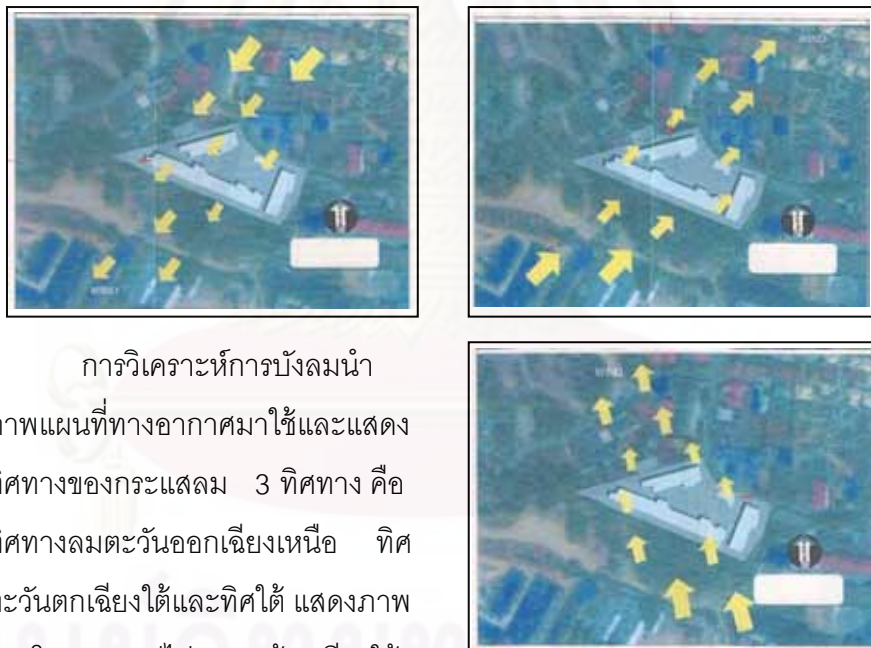 การวิเคราะห์การบังลมนำ
ภาพแผนที่ทางอากาศมาใช้และแสดง
ทิศทางของกระแสลม 3 ทิศทาง คือ
ทิศทางลมตะวันออกเฉียงเหนือ ทิศ
ตะวันตกเฉียงใต้และทิศใต้ แสดงภาพ